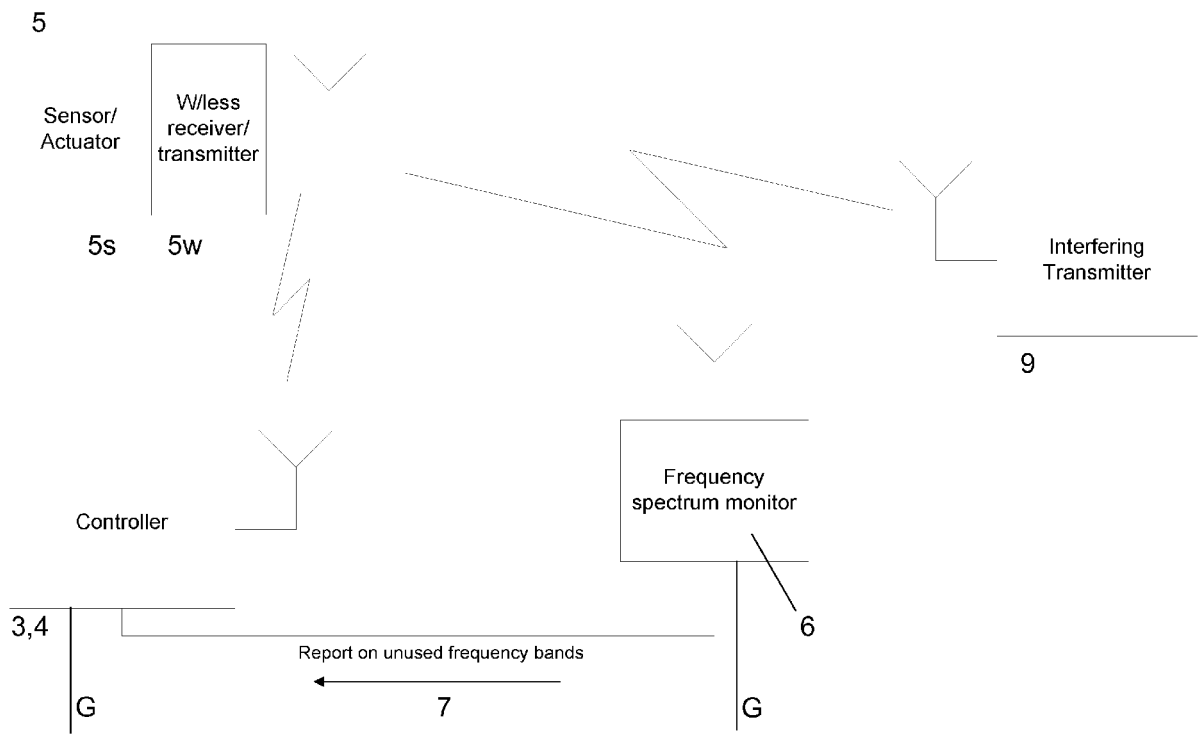 5
Sensor/
Actuator
W/less
receiver/
transmitter
5s
5w
Interfering
Transmitter
9
Frequency
spectrum monitor
6
Controller
3,4
Report on unused frequency bands
7
G
G